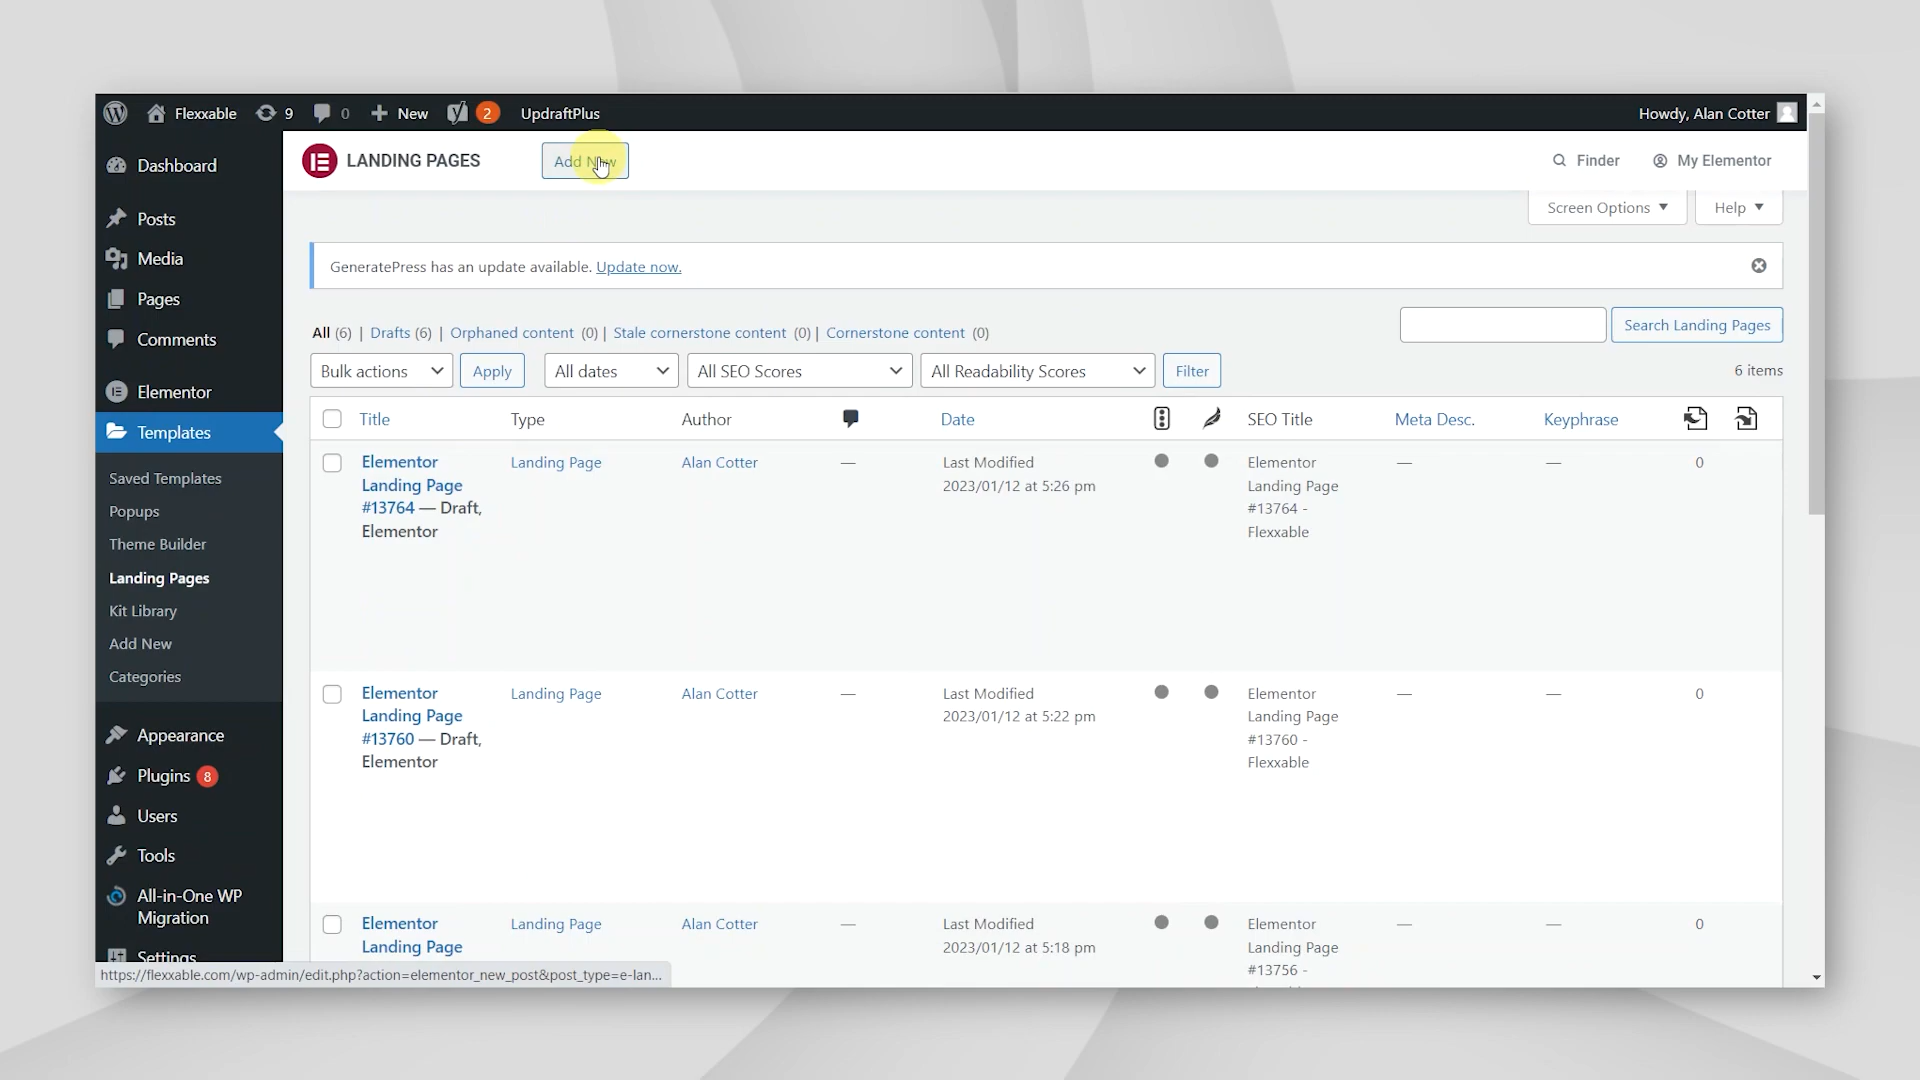 Flexxable 9 0 New 2 UpdraftPlus Howdy, Alan Cotter
Dashboard
Posts
Media
Pages
Comments
Elementor
Templates
Saved Templates
Popups
Theme Builder
Landing Pages
Kit Library
Add New
Categories
Appearance
Plugins 8
Users
Tools
All-in-One WP
Migration
Settings
LANDING PAGES Add New Finder My Elementor
Screen Options Help
GeneratePress has an update available. Update now.
All (6) | Drafts (6) | Orphaned content (0) | Stale cornerstone content (0) | Cornerstone content (0)
Search Landing Pages
Bulk actions Apply All dates All SEO Scores All Readability Scores Filter 6 items
Title Type Author Date SEO Title Meta Desc. Keyphrase
Elementor Landing Page Alan Cotter — Last Modified Elementor — — 0
Landing Page 2023/01/12 at 5:26 pm Landing Page
#13764 — Draft, #13764 -
Elementor Flexxable
Elementor Landing Page Alan Cotter — Last Modified Elementor — — 0
Landing Page 2023/01/12 at 5:22 pm Landing Page
#13760 — Draft, #13760 -
Elementor Flexxable
Elementor Landing Page Alan Cotter — Last Modified Elementor — — 0
Landing Page 2023/01/12 at 5:18 pm Landing Page
#13756 -
https://flexxable.com/wp-admin/edit.php?action=elementor_new_post&post_type=e-lan...